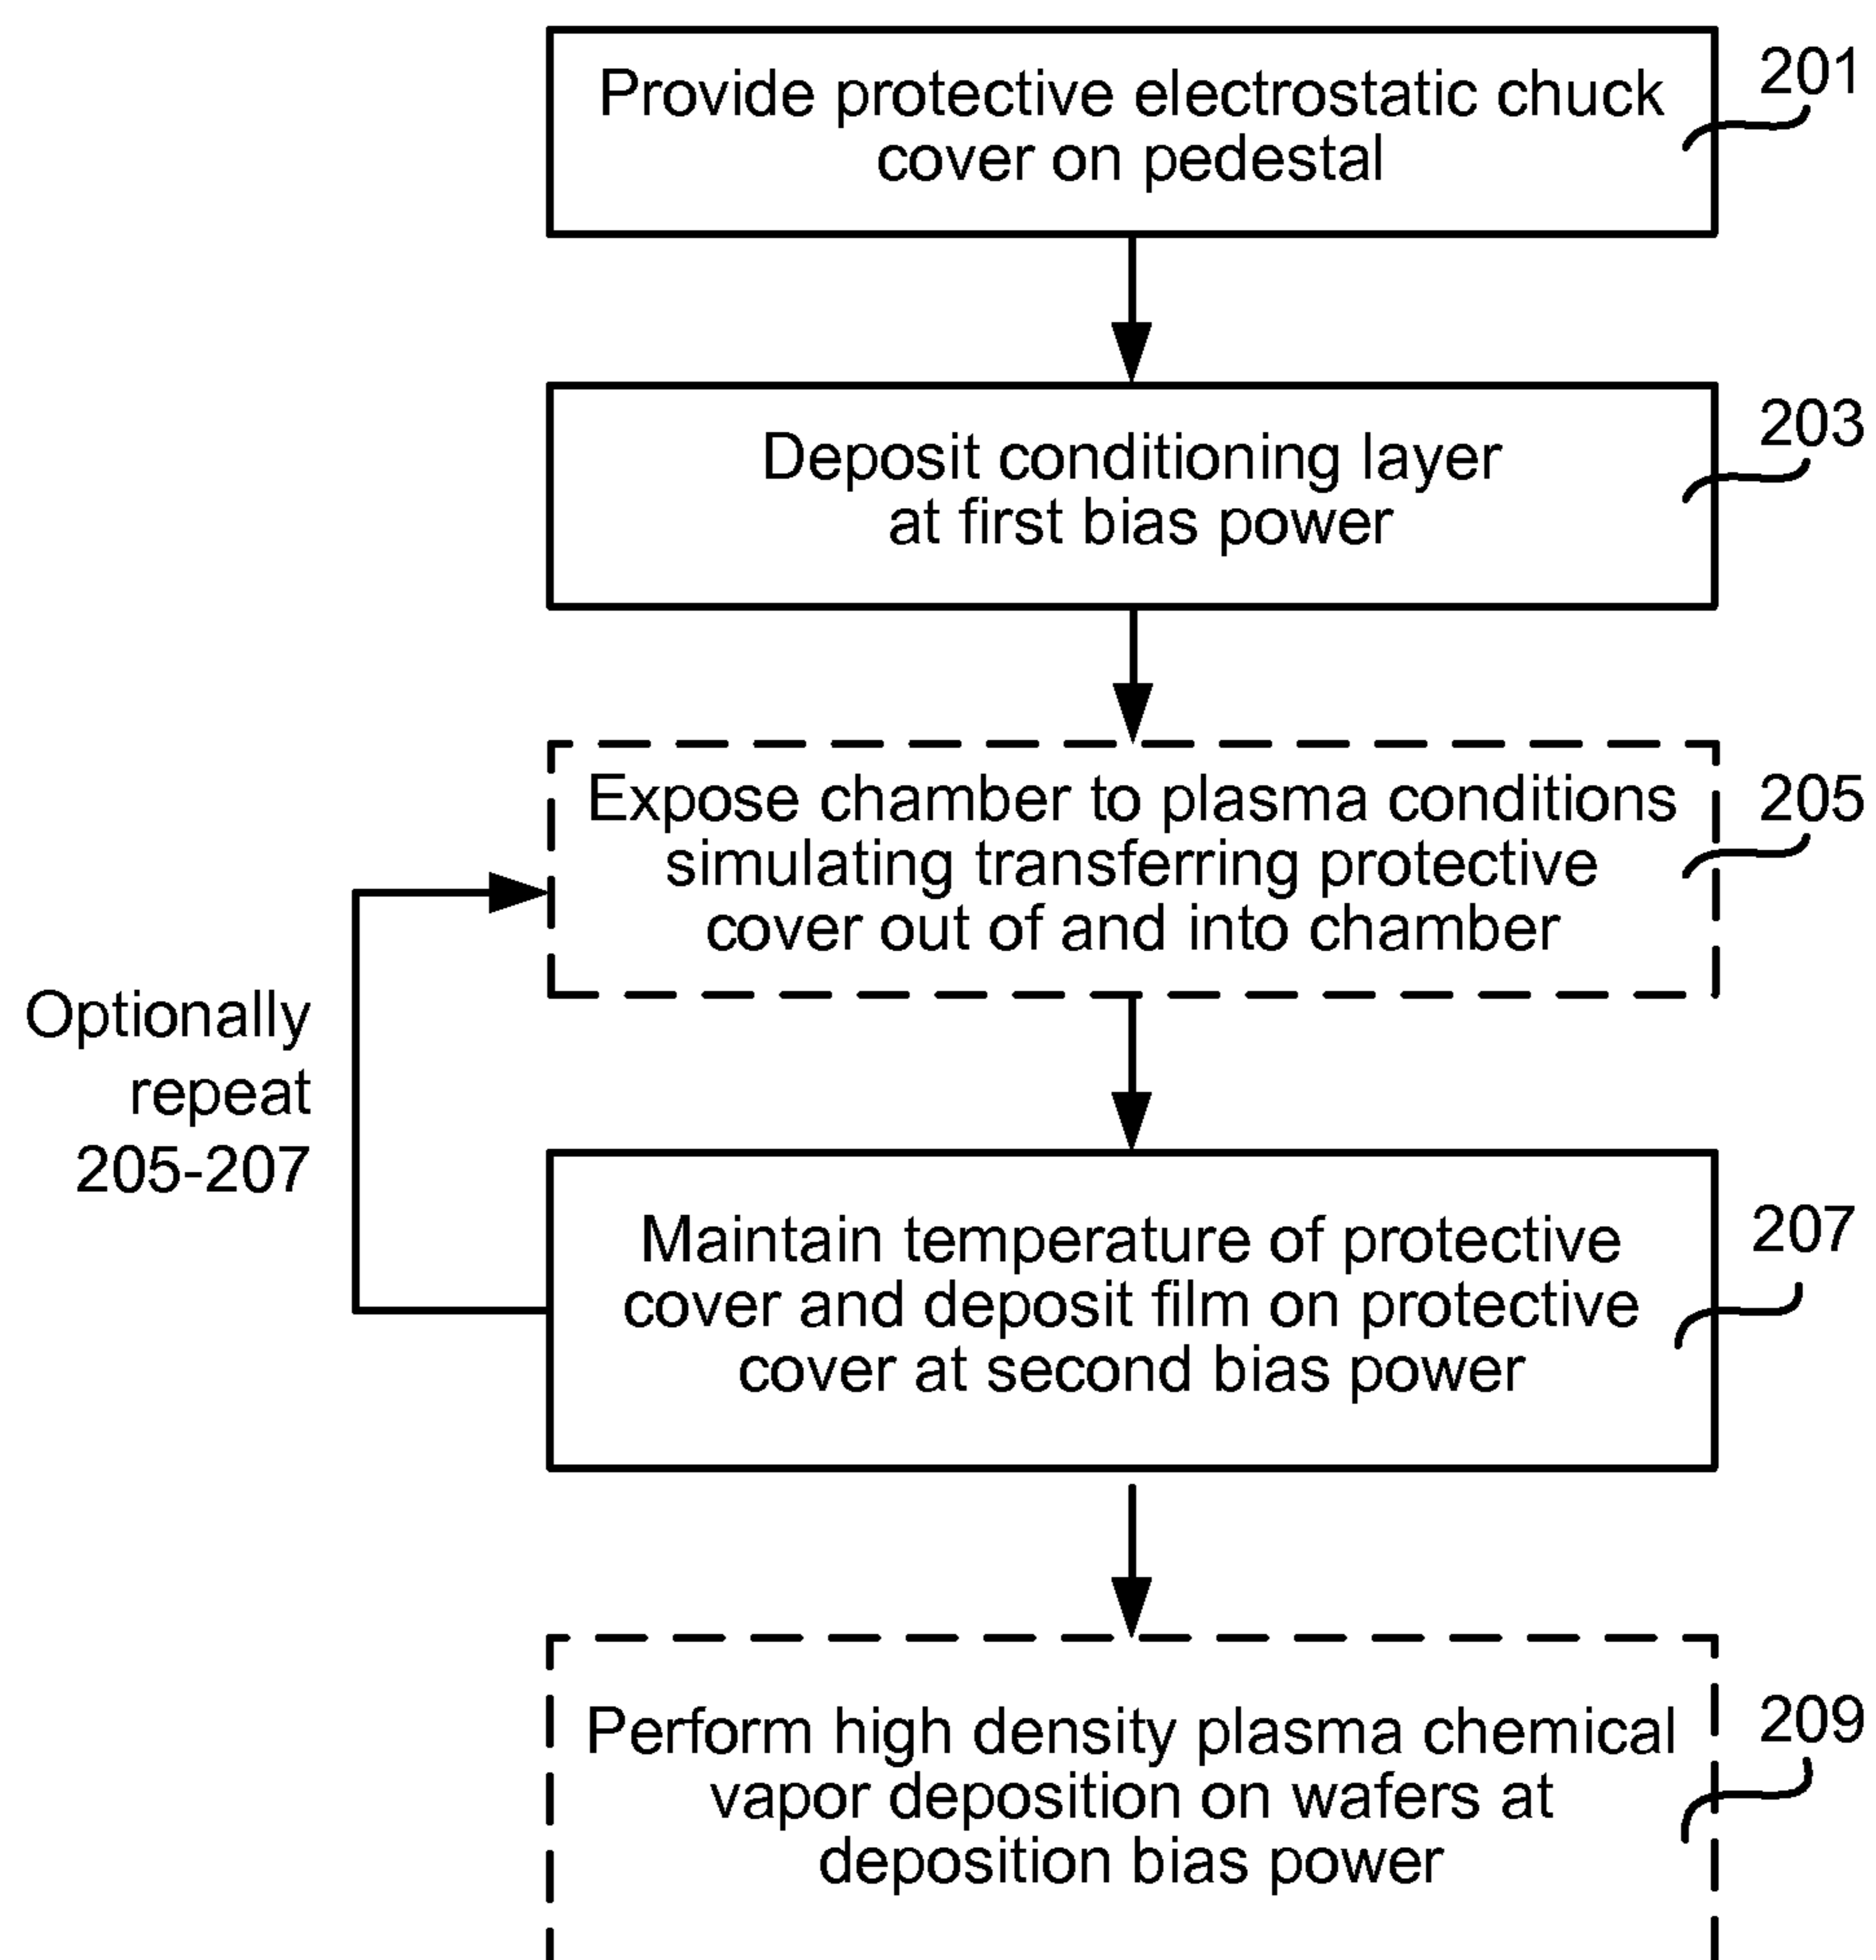 Provide protective electrostatic chuck
cover on pedestal
201
Deposit conditioning layer
at first bias power
203
Expose chamber to plasma conditions
simulating transferring protective
cover out of and into chamber
205
Optionally
repeat
205-207
Maintain temperature of protective
cover and deposit film on protective
cover at second bias power
207
Perform high density plasma chemical
vapor deposition on wafers at
deposition bias power
209